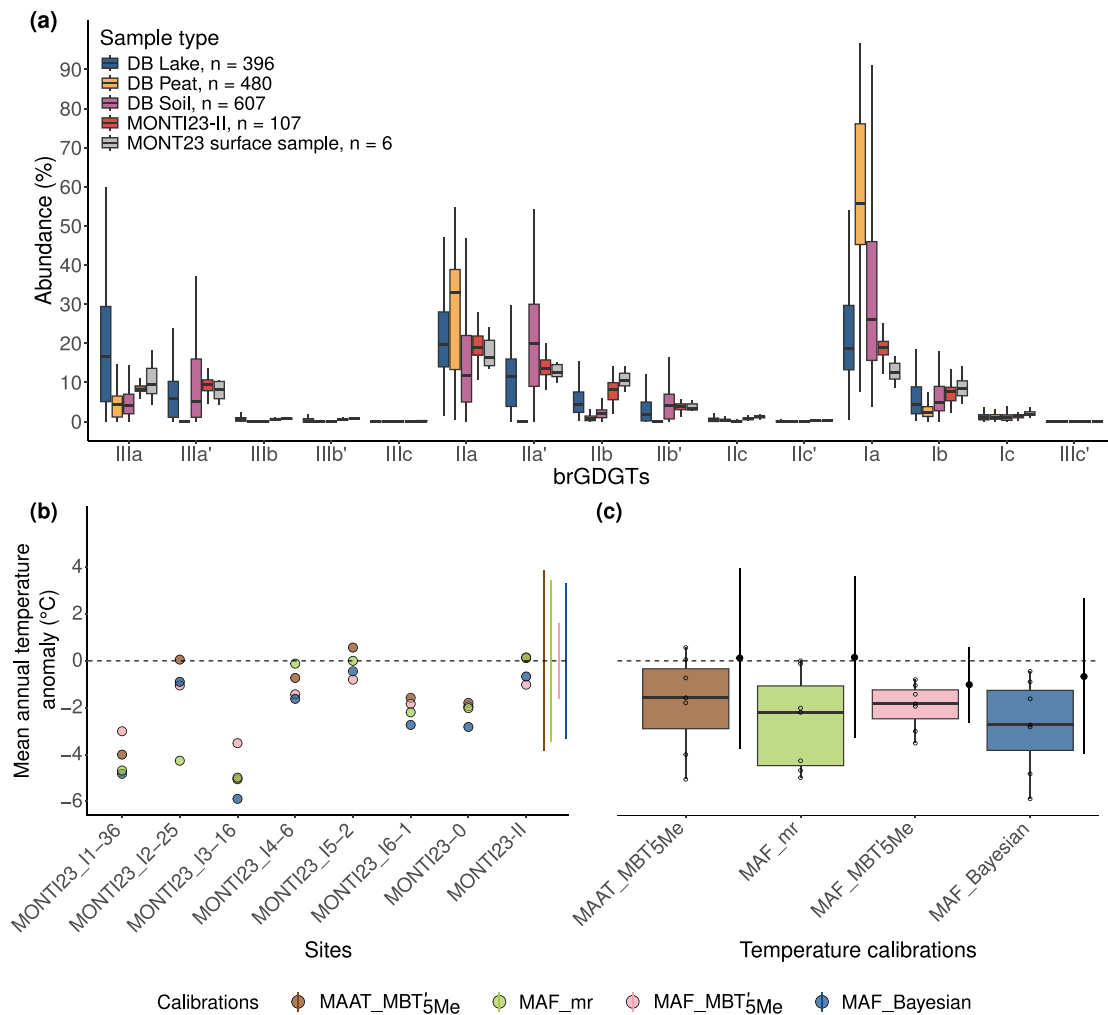 (a)
Sample type
DB Lake, n = 396
DB Peat, n = 480
DB Soil, n = 607
MONTI23-II, n = 107
MONT23 surface sample, n = 6
Abundance (%)
90
80
70
60
50
40
30
20
10
0
IIIa IIIa' IIIb IIIb' IIIc IIa IIa' IIb IIb' IIc IIc' Ia Ib Ic IIIc'
brGDGTs
(b)
Mean annual temperature
anomaly (°C)
4
2
0
−2
−4
−6
MONTI23_I1−36
MONTI23_I2−25
MONTI23_I3−16
MONTI23_I4−6
MONTI23_I5−2
MONTI23_I6−1
MONTI23−0
MONTI23−II
Sites
(c)
MAAT_MBT'5Me
MAF_mr
MAF_MBT'5Me
MAF_Bayesian
Temperature calibrations
Calibrations MAAT_MBT'5Me MAF_mr MAF_MBT'5Me MAF_Bayesian